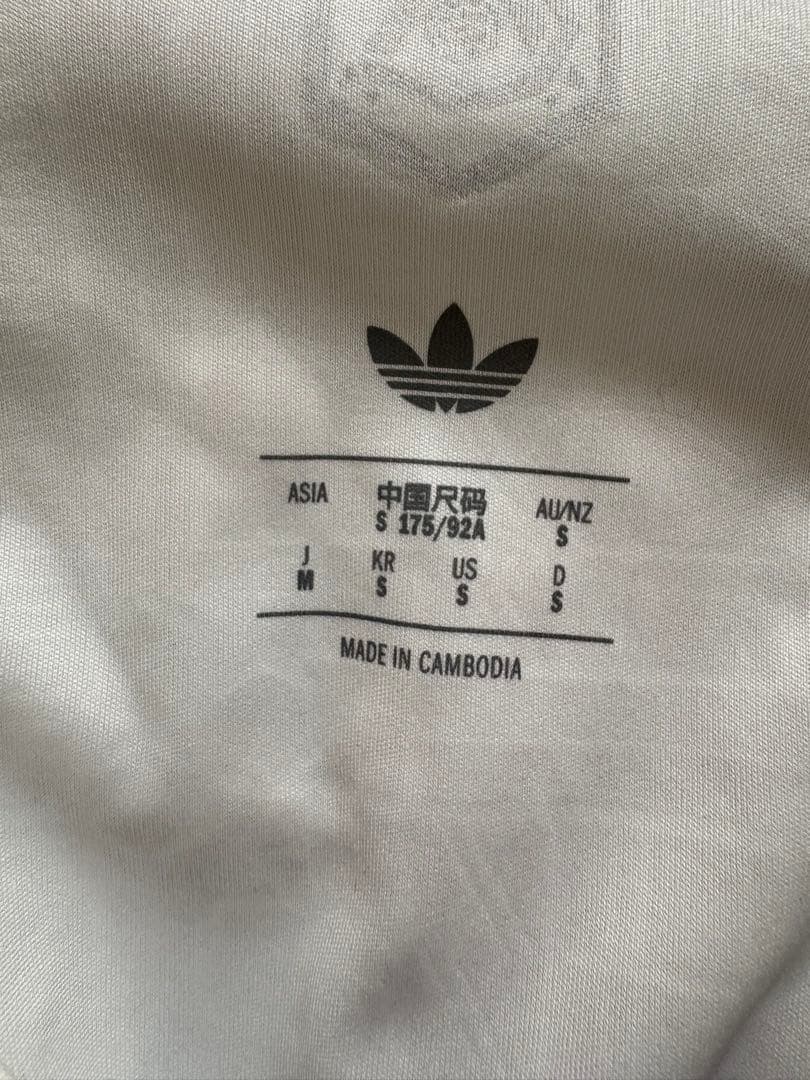 ASIA 中国尺码 AU/NZ
S 175/92A S
J KR US D
M S S S
MADE IN CAMBODIA